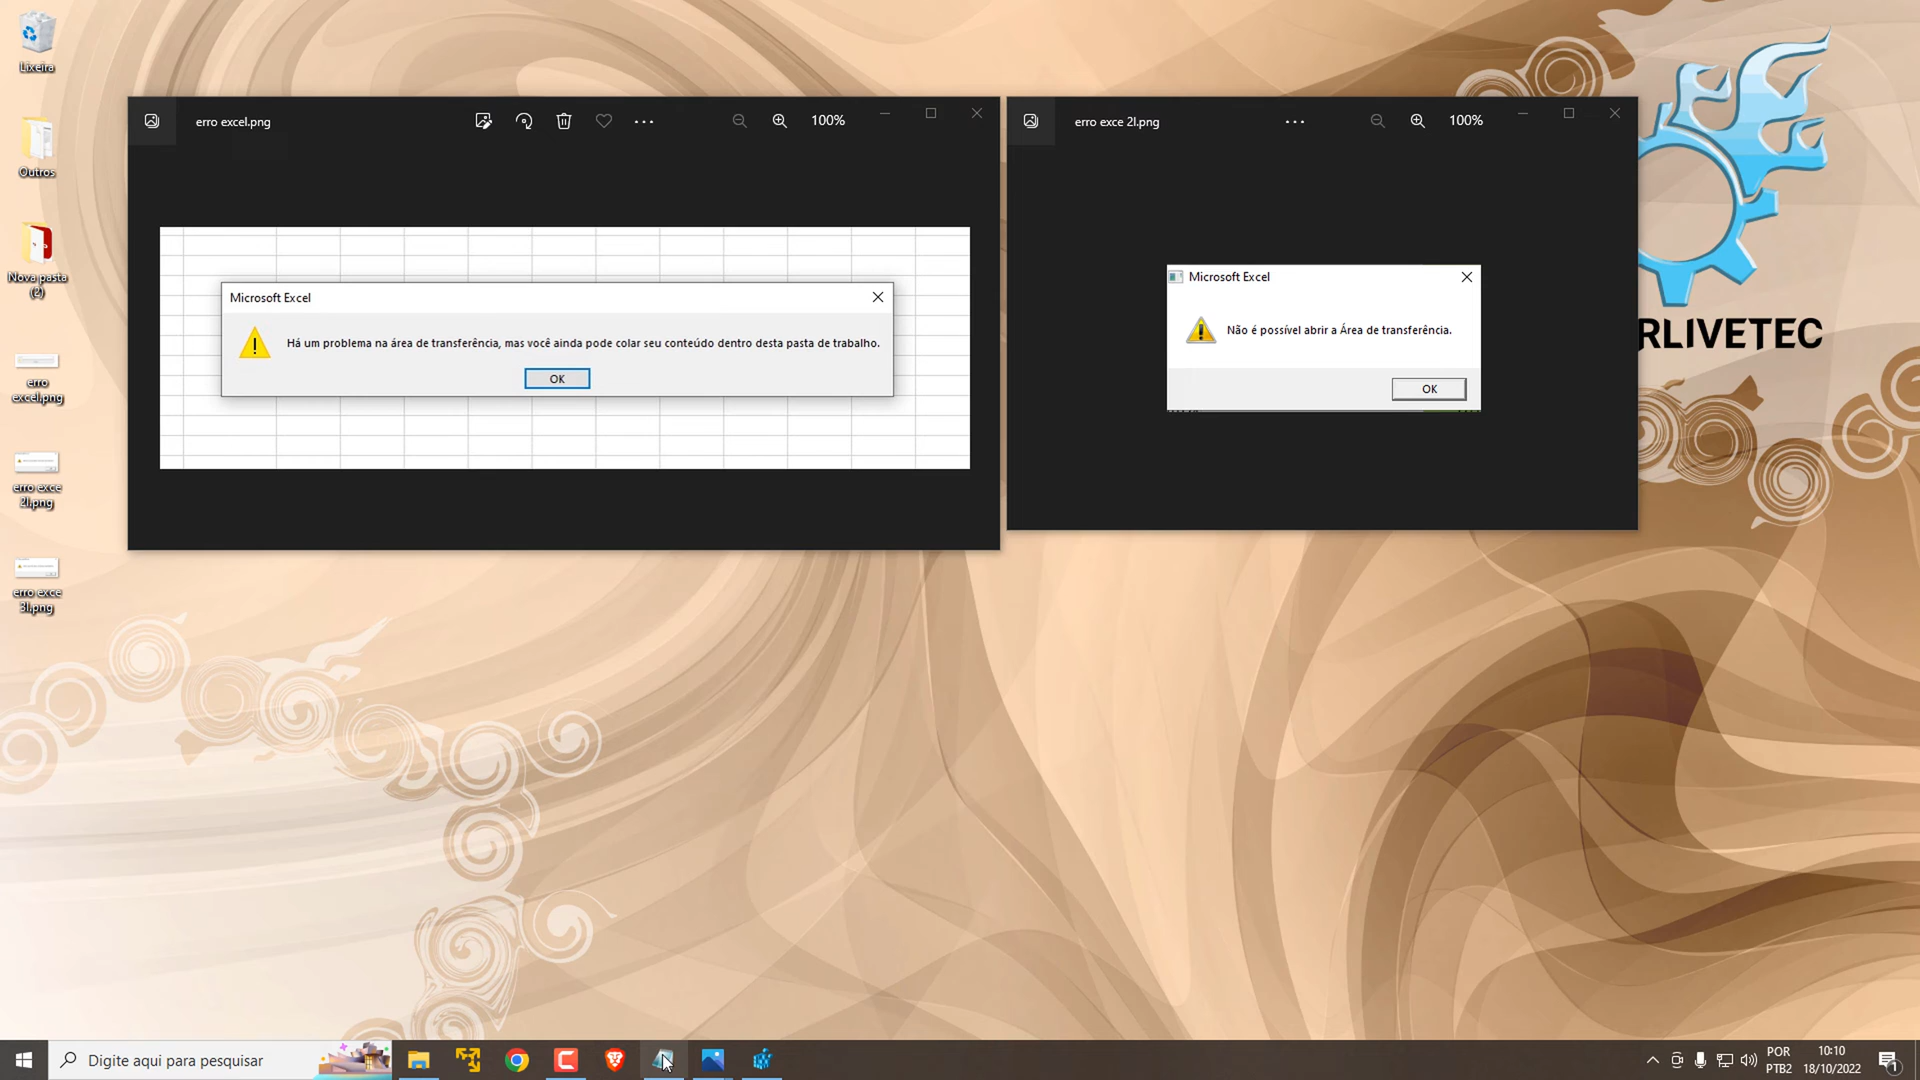 Lixeira
Outros
Nova pasta
(2)
erro
excel.png
erro exce
2l.png
erro exce
3l.png
erro excel.png
100%
Microsoft Excel
Há um problema na área de transferência, mas você ainda pode colar seu conteúdo dentro desta pasta de trabalho.
OK
erro exce 2l.png
100%
Microsoft Excel
Não é possível abrir a Área de transferência.
OK
RLIVETEC
Digite aqui para pesquisar
POR
PTB2
10:10
18/10/2022
1